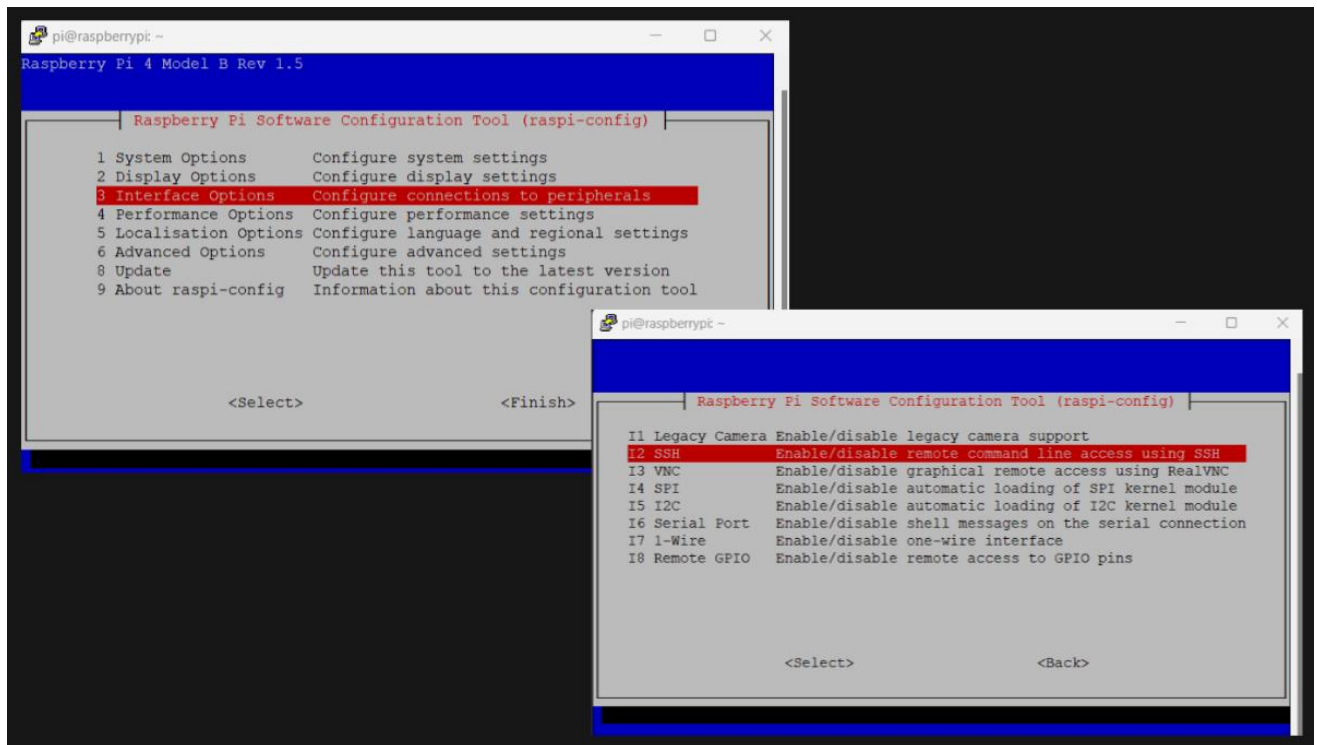 pi@raspberrypi: ~
Raspberry Pi 4 Model B Rev 1.5
Raspberry Pi Software Configuration Tool (raspi-config)
1 System Options Configure system settings
2 Display Options Configure display settings
3 Interface Options Configure connections to peripherals
4 Performance Options Configure performance settings
5 Localisation Options Configure language and regional settings
6 Advanced Options Configure advanced settings
8 Update Update this tool to the latest version
9 About raspi-config Information about this configuration tool
<Select> <Finish>
pi@raspberrypi: ~
Raspberry Pi Software Configuration Tool (raspi-config)
I1 Legacy Camera Enable/disable legacy camera support
I2 SSH Enable/disable remote command line access using SSH
I3 VNC Enable/disable graphical remote access using RealVNC
I4 SPI Enable/disable automatic loading of SPI kernel module
I5 I2C Enable/disable automatic loading of I2C kernel module
I6 Serial Port Enable/disable shell messages on the serial connection
I7 1-Wire Enable/disable one-wire interface
I8 Remote GPIO Enable/disable remote access to GPIO pins
<Select> <Back>